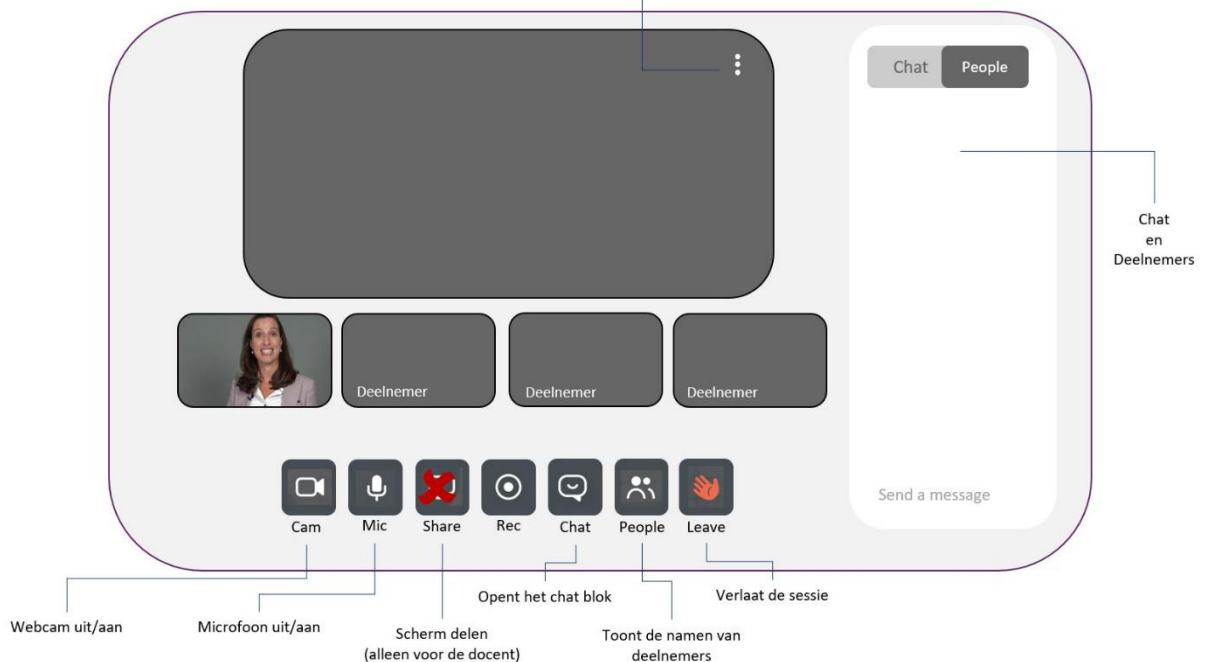 Chat People
Chat
en
Deelnemers
Deelnemer Deelnemer Deelnemer
Send a message
Cam Mic Share Rec Chat People Leave
Webcam uit/aan
Microfoon uit/aan
Scherm delen
(alleen voor de docent)
Opent het chat blok
Toont de namen van
deelnemers
Verlaat de sessie